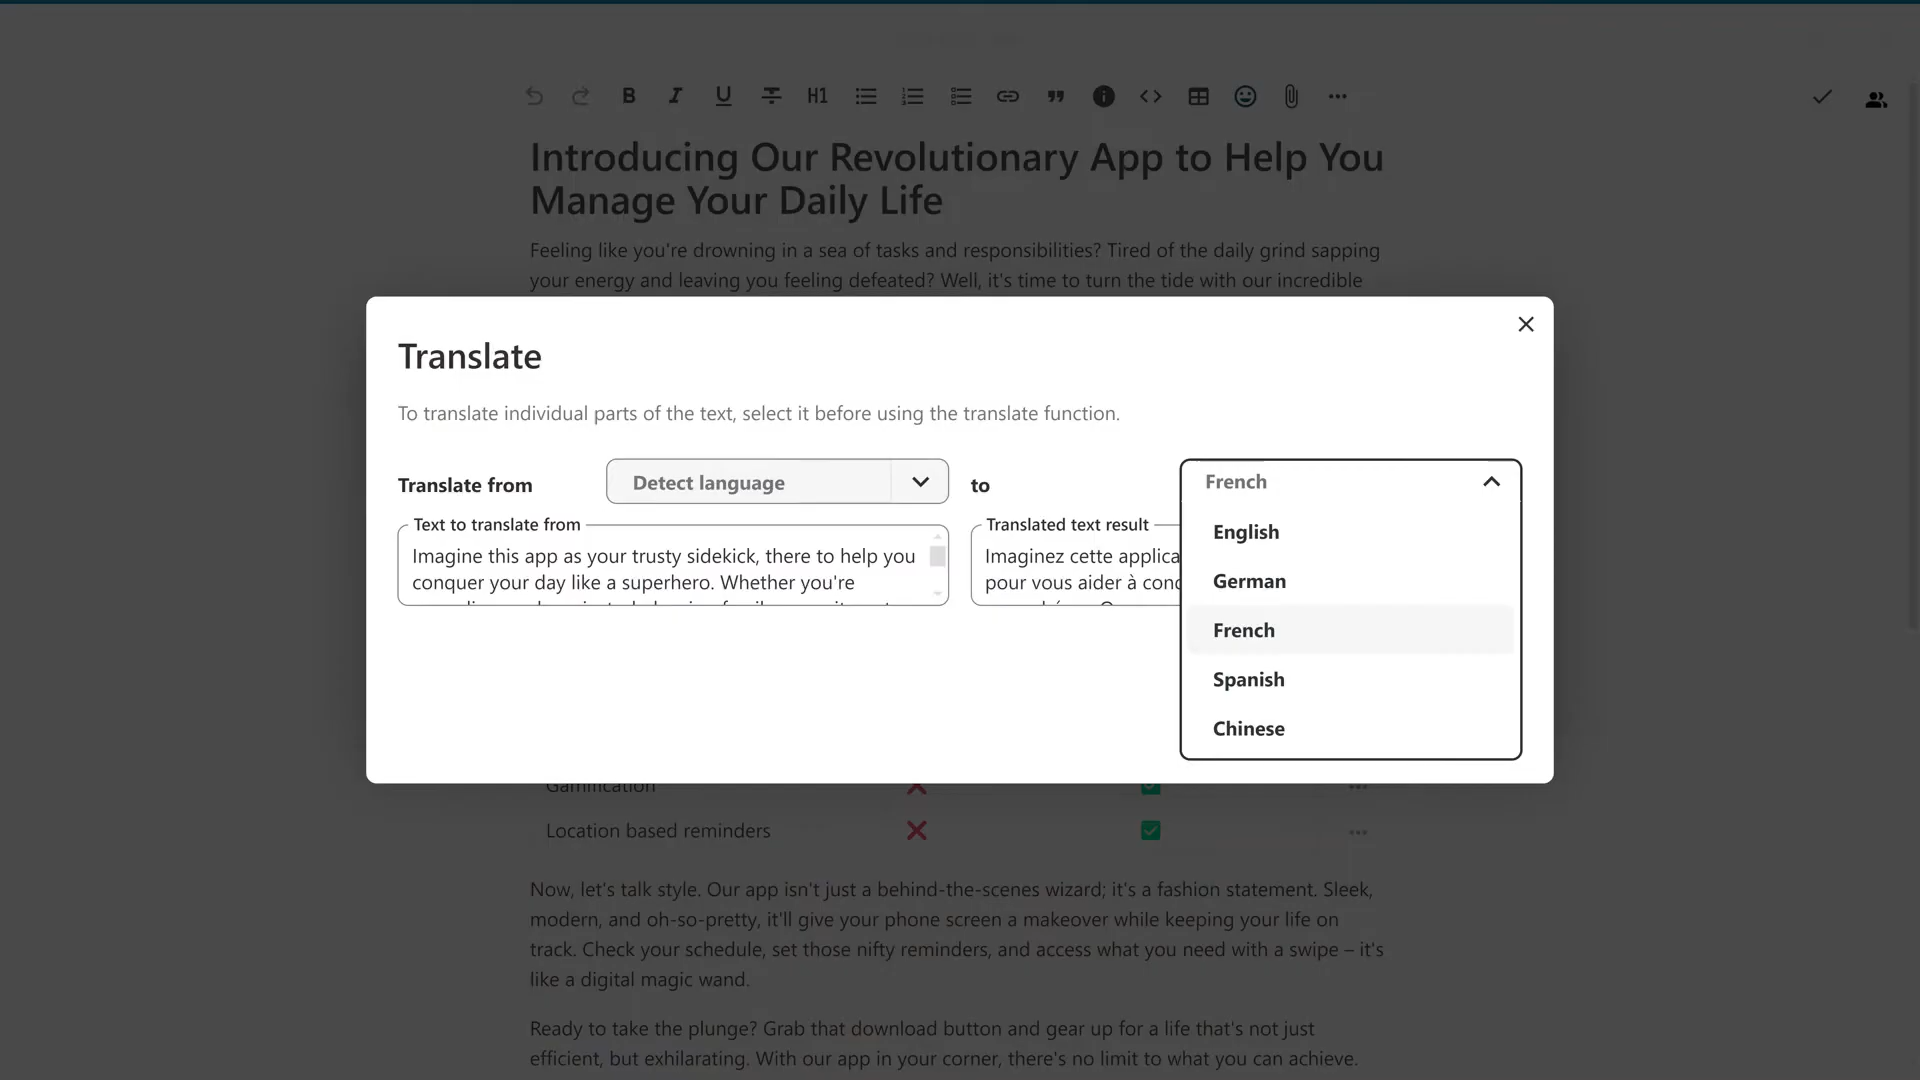 H1
Introducing Our Revolutionary App to Help You
Manage Your Daily Life
Feeling like you're drowning in a sea of tasks and responsibilities? Tired of the daily grind sapping
your energy and leaving you feeling defeated? Well, it's time to turn the tide with our incredible
Translate
To translate individual parts of the text, select it before using the translate function.
Translate from
Detect language
to
French
English
German
French
Spanish
Chinese
Text to translate from
Imagine this app as your trusty sidekick, there to help you
conquer your day like a superhero. Whether you're
Translated text result
Imaginez cette applica
pour vous aider à conc
Gamification
Location based reminders
Now, let's talk style. Our app isn't just a behind-the-scenes wizard; it's a fashion statement. Sleek,
modern, and oh-so-pretty, it'll give your phone screen a makeover while keeping your life on
track. Check your schedule, set those nifty reminders, and access what you need with a swipe – it's
like a digital magic wand.
Ready to take the plunge? Grab that download button and gear up for a life that's not just
efficient, but exhilarating. With our app in your corner, there's no limit to what you can achieve.